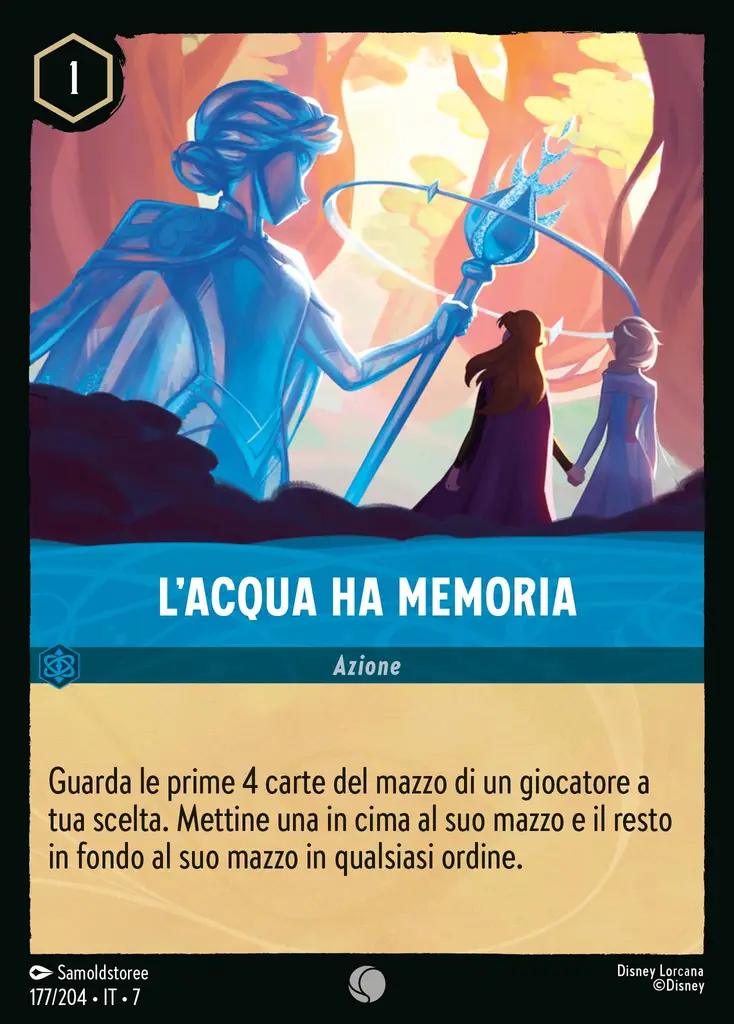 1
L'ACQUA HA MEMORIA
Azione
Guarda le prime 4 carte del mazzo di un giocatore a
tua scelta. Mettine una in cima al suo mazzo e il resto
in fondo al suo mazzo in qualsiasi ordine.
Samoldstoree
177/204 • IT • 7
Disney Lorcana
©Disney